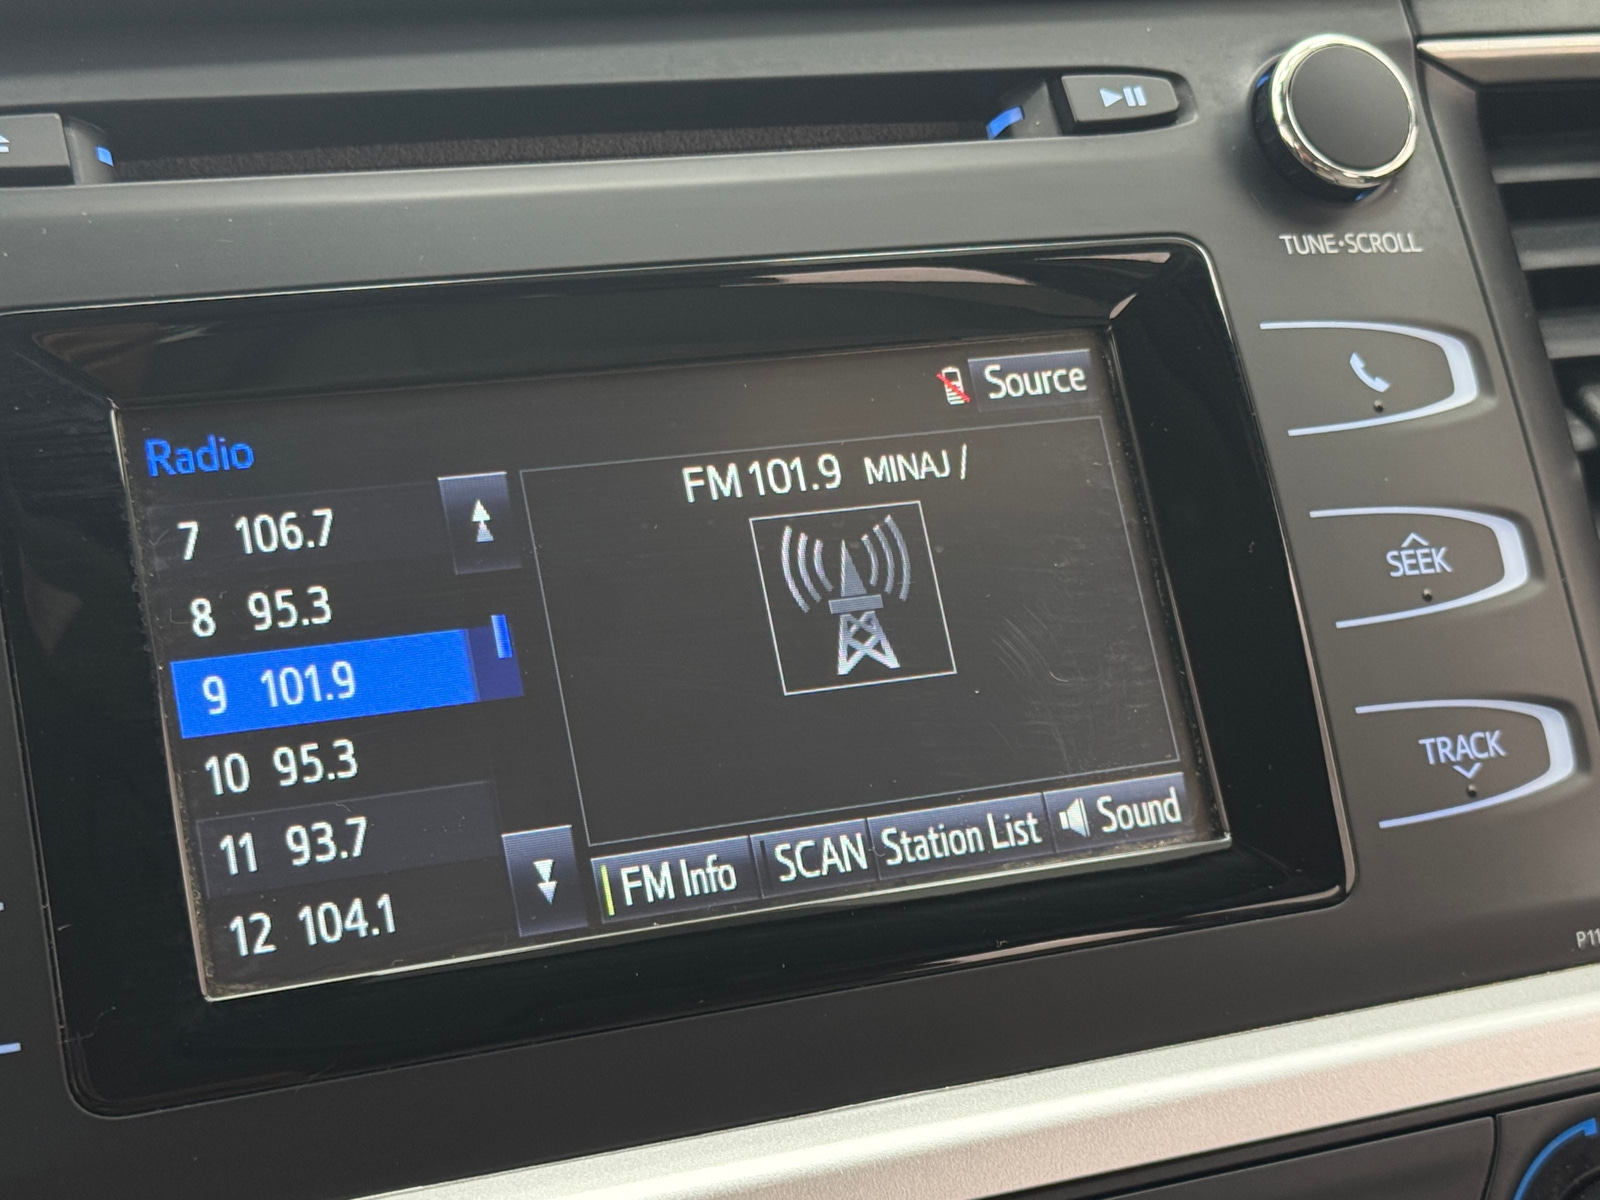 TUNE•SCROLL
Source
Radio
FM 101.9 MINAJ /
7 106.7
8 95.3
9 101.9
10 95.3
11 93.7
12 104.1
FM Info
SCAN
Station List
Sound
SEEK
TRACK